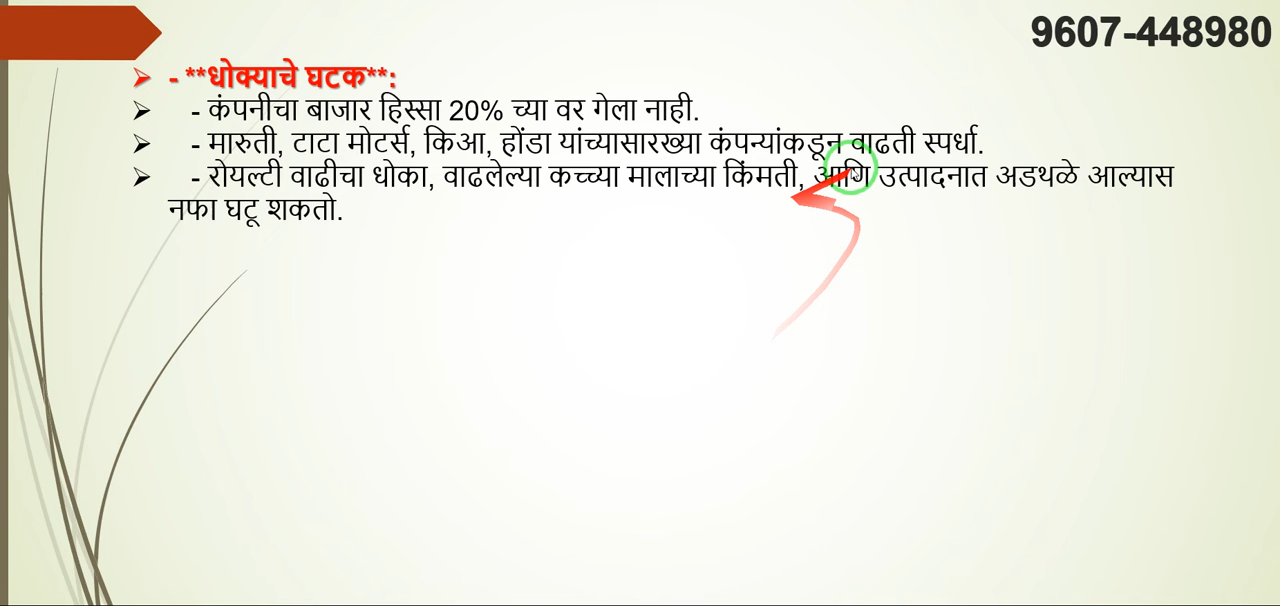 9607-448980
- **धोक्याचे घटक**:
- कंपनीचा बाजार हिस्सा 20% च्या वर गेला नाही.
- मारुती, टाटा मोटर्स, किआ, होंडा यांच्यासारख्या कंपन्यांकडून वाढती स्पर्धा.
- रोयल्टी वाढीचा धोका, वाढलेल्या कच्च्या मालाच्या किंमती, आणि उत्पादनात अडथळे आल्यास
नफा घटू शकतो.